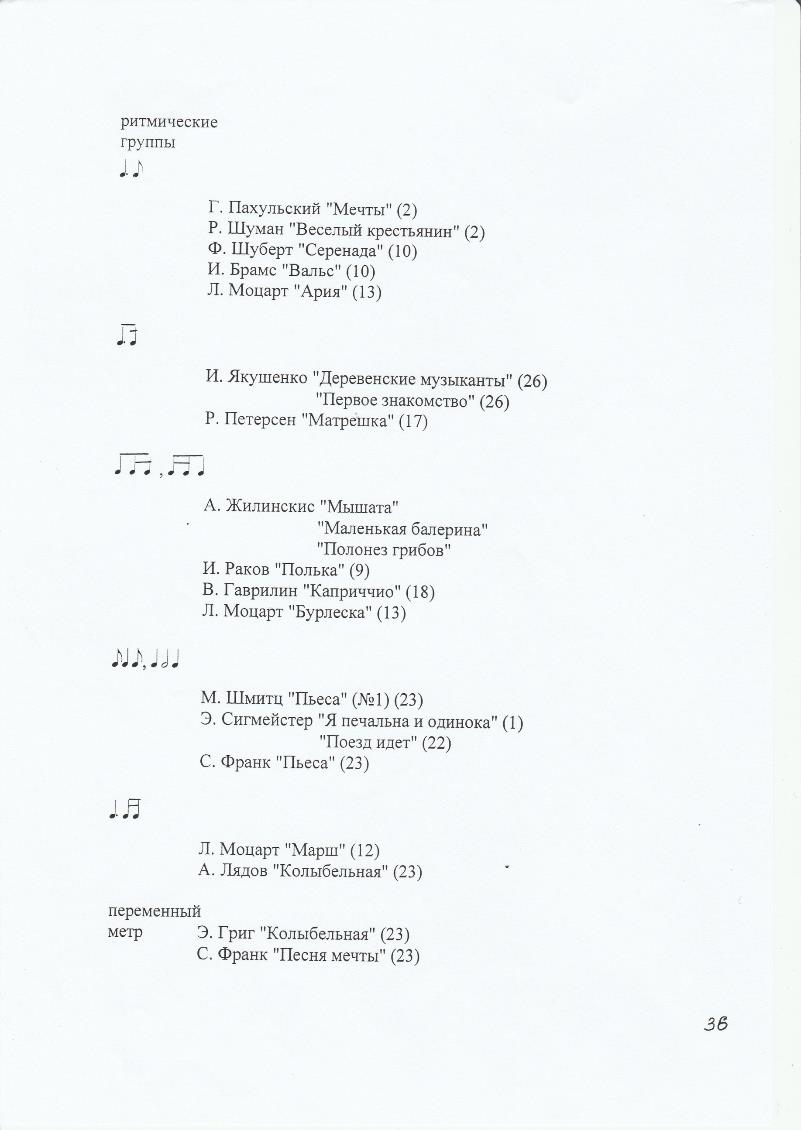 ритмические
группы
Г. Пахульский "Мечты" (2)
Р. Шуман "Веселый крестьянин" (2)
Ф. Шуберт "Серенада" (10)
И. Брамс "Вальс" (10)
Л. Моцарт "Ария" (13)
И. Якушенко "Деревенские музыканты" (26)
"Первое знакомство" (26)
Р. Петерсен "Матрешка" (17)
А. Жилинскис "Мышата"
"Маленькая балерина"
"Полонез грибов"
И. Раков "Полька" (9)
В. Гаврилин "Каприччио" (18)
Л. Моцарт "Бурлеска" (13)
М. Шмитц "Пьеса" (№1) (23)
Э. Сигмейстер "Я печальна и одинока" (1)
"Поезд идет" (22)
С. Франк "Пьеса" (23)
Л. Моцарт "Марш" (12)
А. Лядов "Колыбельная" (23)
переменный
метр Э. Григ "Колыбельная" (23)
С. Франк "Песня мечты" (23)
36